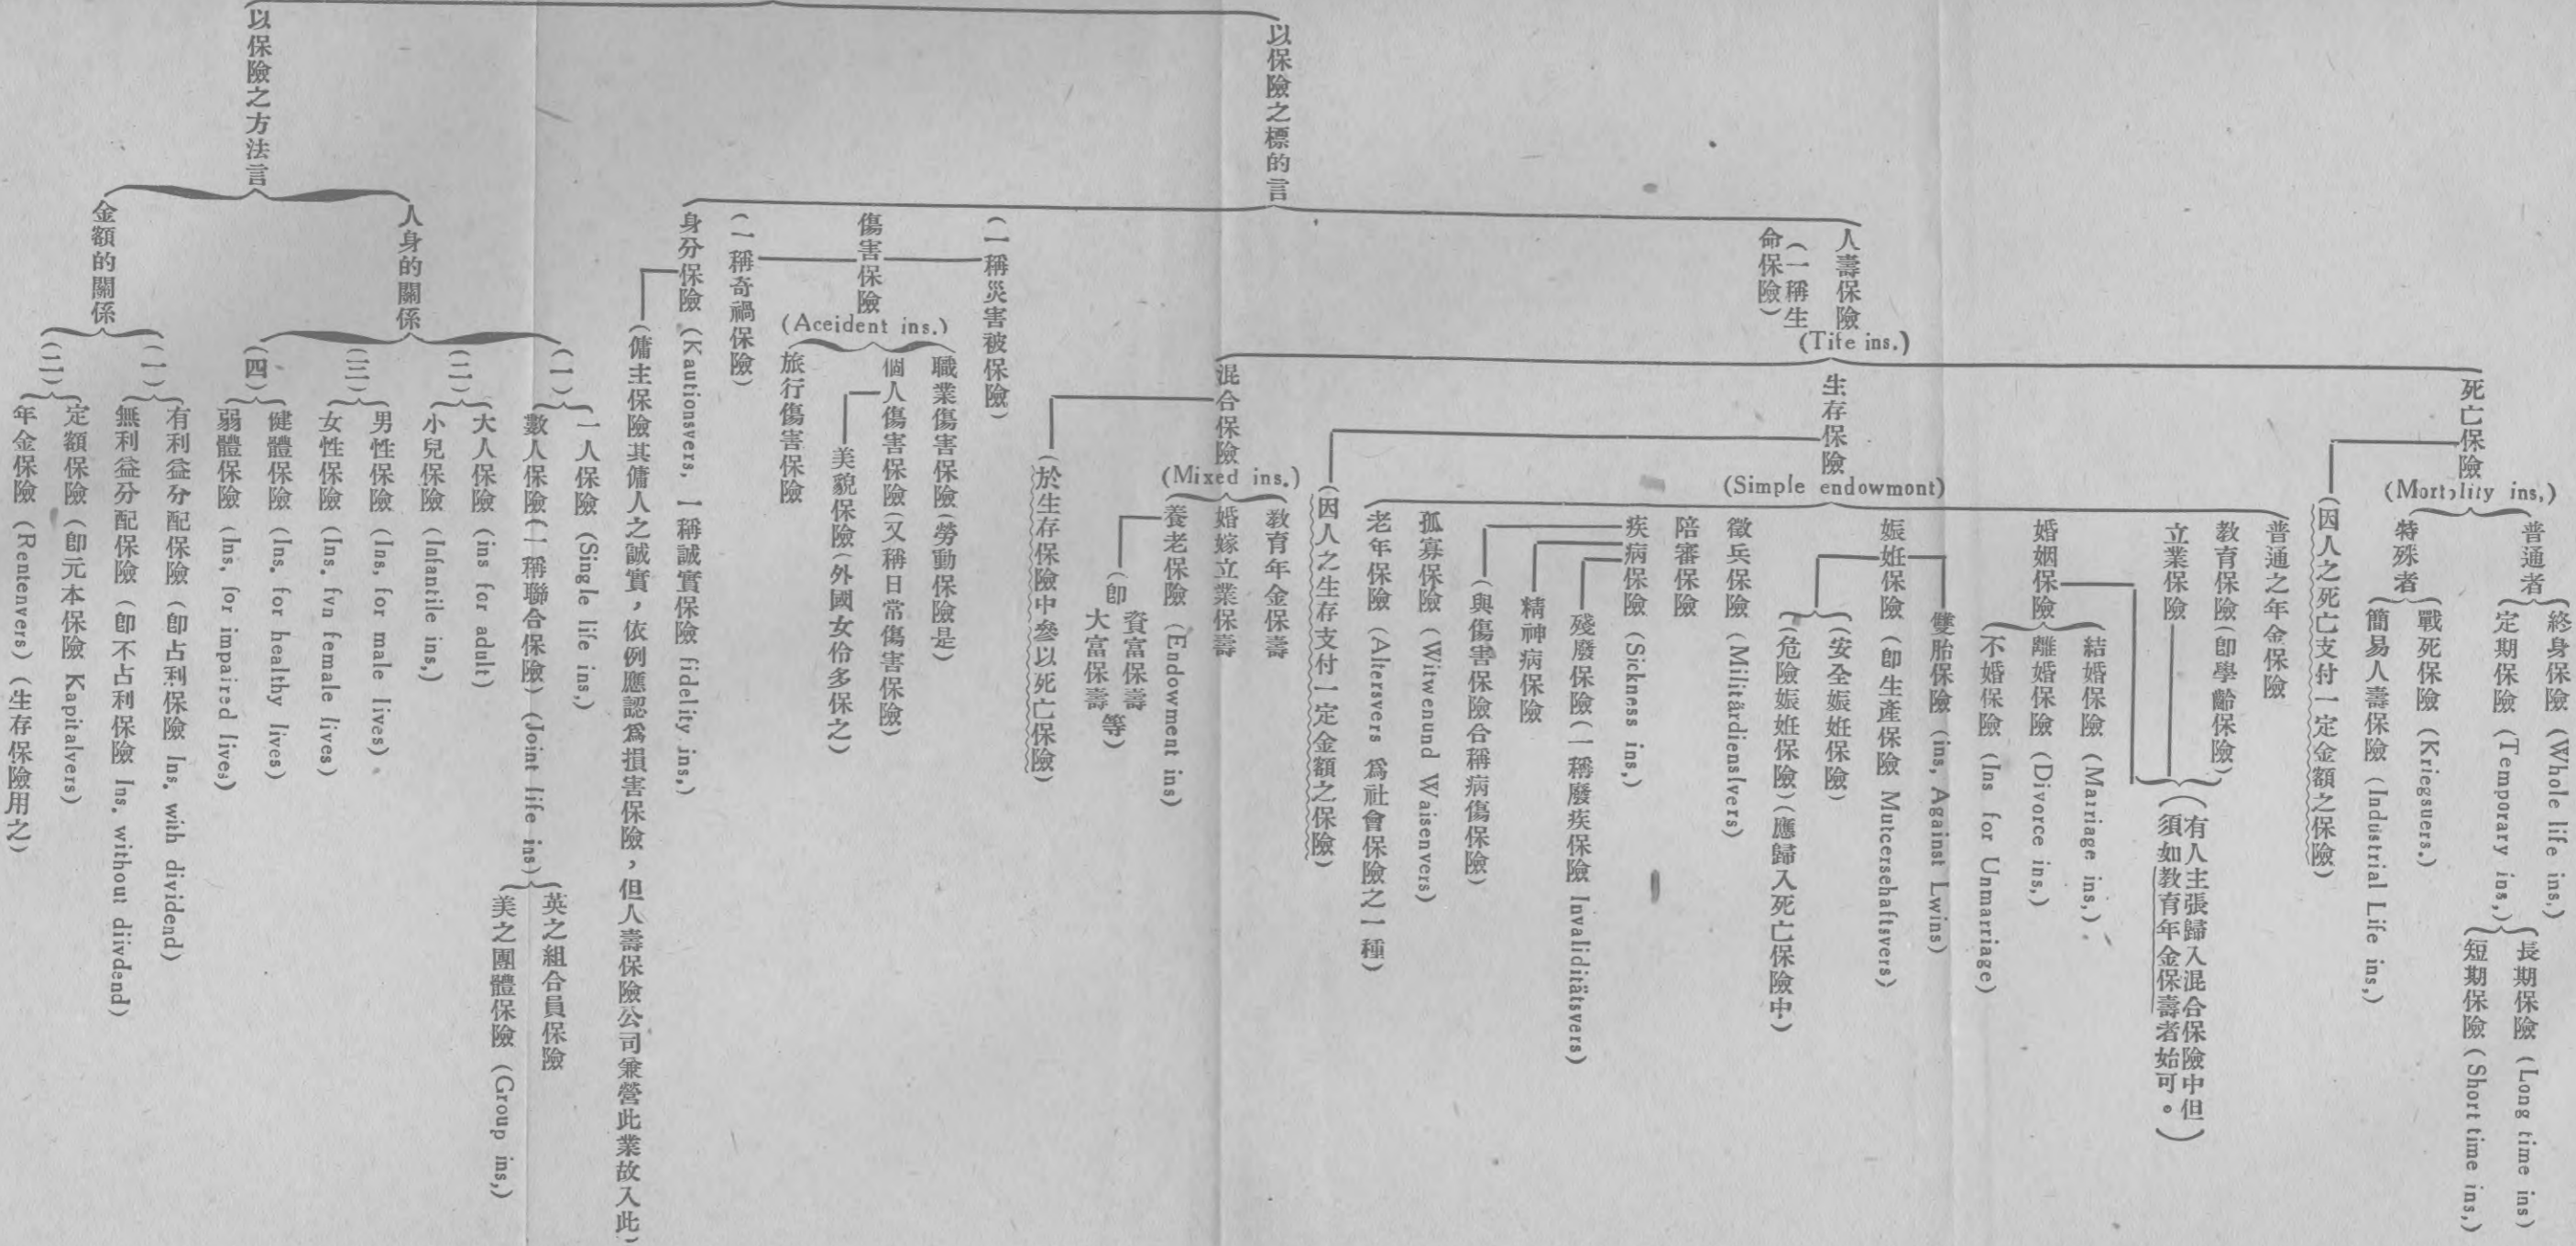 以保險之標的言
人壽保險
(一稱生
命保險)
(Tife ins.)
死亡保險
(Mortality ins,)
(因人之死亡支付一定金額之保險)
普通者
終身保險 (Whole life ins,)
定期保險 (Temporary ins,)
長期保險 (Long time ins)
短期保險 (Short time ins,)
特殊者
戰死保險 (Kriegsuers.)
簡易人壽保險 (Industrial Life ins,)
生存保險
(Simple endowmont)
(因人之生存支付一定金額之保險)
普通之年金保險
教育保險 (卽學齡保險)
立業保險
(有人主張歸入混合保險中但
須如教育年金保壽者始可。)
婚姻保險
結婚保險 (Marriage ins,)
離婚保險 (Divorce ins,)
不婚保險 (Ins for Unmarriage)
雙胎保險 (ins, Against Lwins)
娠姙保險 (卽生產保險 Mutcersehaftsvers)
(安全娠姙保險)
(危險娠姙保險) (應歸入死亡保險中)
徵兵保險 (Militärdienslvers)
陪審保險
疾病保險 (Sickness ins,)
殘廢保險 (一稱廢疾保險 Invaliditätsvers)
精神病保險
(與傷害保險合稱病傷保險)
孤寡保險 (Witwenund Waisenvers)
老年保險 (Altersvers 爲社會保險之一種)
混合保險
(Mixed ins.)
教育年金保壽
婚嫁立業保壽
養老保險 (Endowment ins)
(卽
資富保壽
大富保壽
等)
(於生存保險中參以死亡保險)
(一稱災害被保險)
傷害保險
(Aceident ins.)
(一稱奇禍保險)
職業傷害保險 (勞動保險是)
個人傷害保險 (又稱日常傷害保險)
美貌保險 (外國女伶多保之)
旅行傷害保險
身分保險 (Kautionsvers, 一稱誠實保險 fidelity ins,)
(傭主保險其傭人之誠實，依例應認爲損害保險，但人壽保險公司兼營此業故入此)
以保險之方法言
人身的關係
(一)
一人保險 (Single life ins,)
數人保險 (一稱聯合保險) (Joint life ins)
英之組合員保險
美之團體保險 (Group ins,)
(二)
大人保險 (ins for adult)
小兒保險 (Infantile ins,)
(三)
男性保險 (Ins, for male lives)
女性保險 (Ins. fvn female lives)
(四)
健體保險 (Ins. for healthy lives)
弱體保險 (Ins. for impaired lives)
金額的關係
(一)
有利益分配保險 (卽占利保險 Ins. with dividend)
無利益分配保險 (卽不占利保險 Ins. without diivdend)
(二)
定額保險 (卽元本保險 Kapitalvers)
年金保險 (Rentenvers) (生存保險用之)